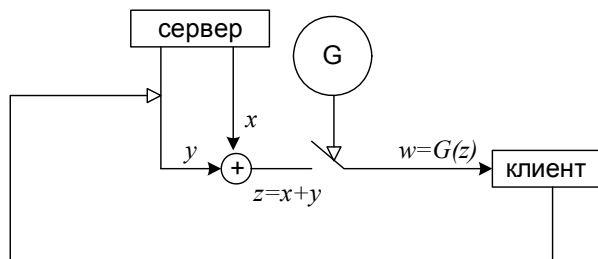 сервер
G
x
y
+
w=G(z)
z=x+y
клиент